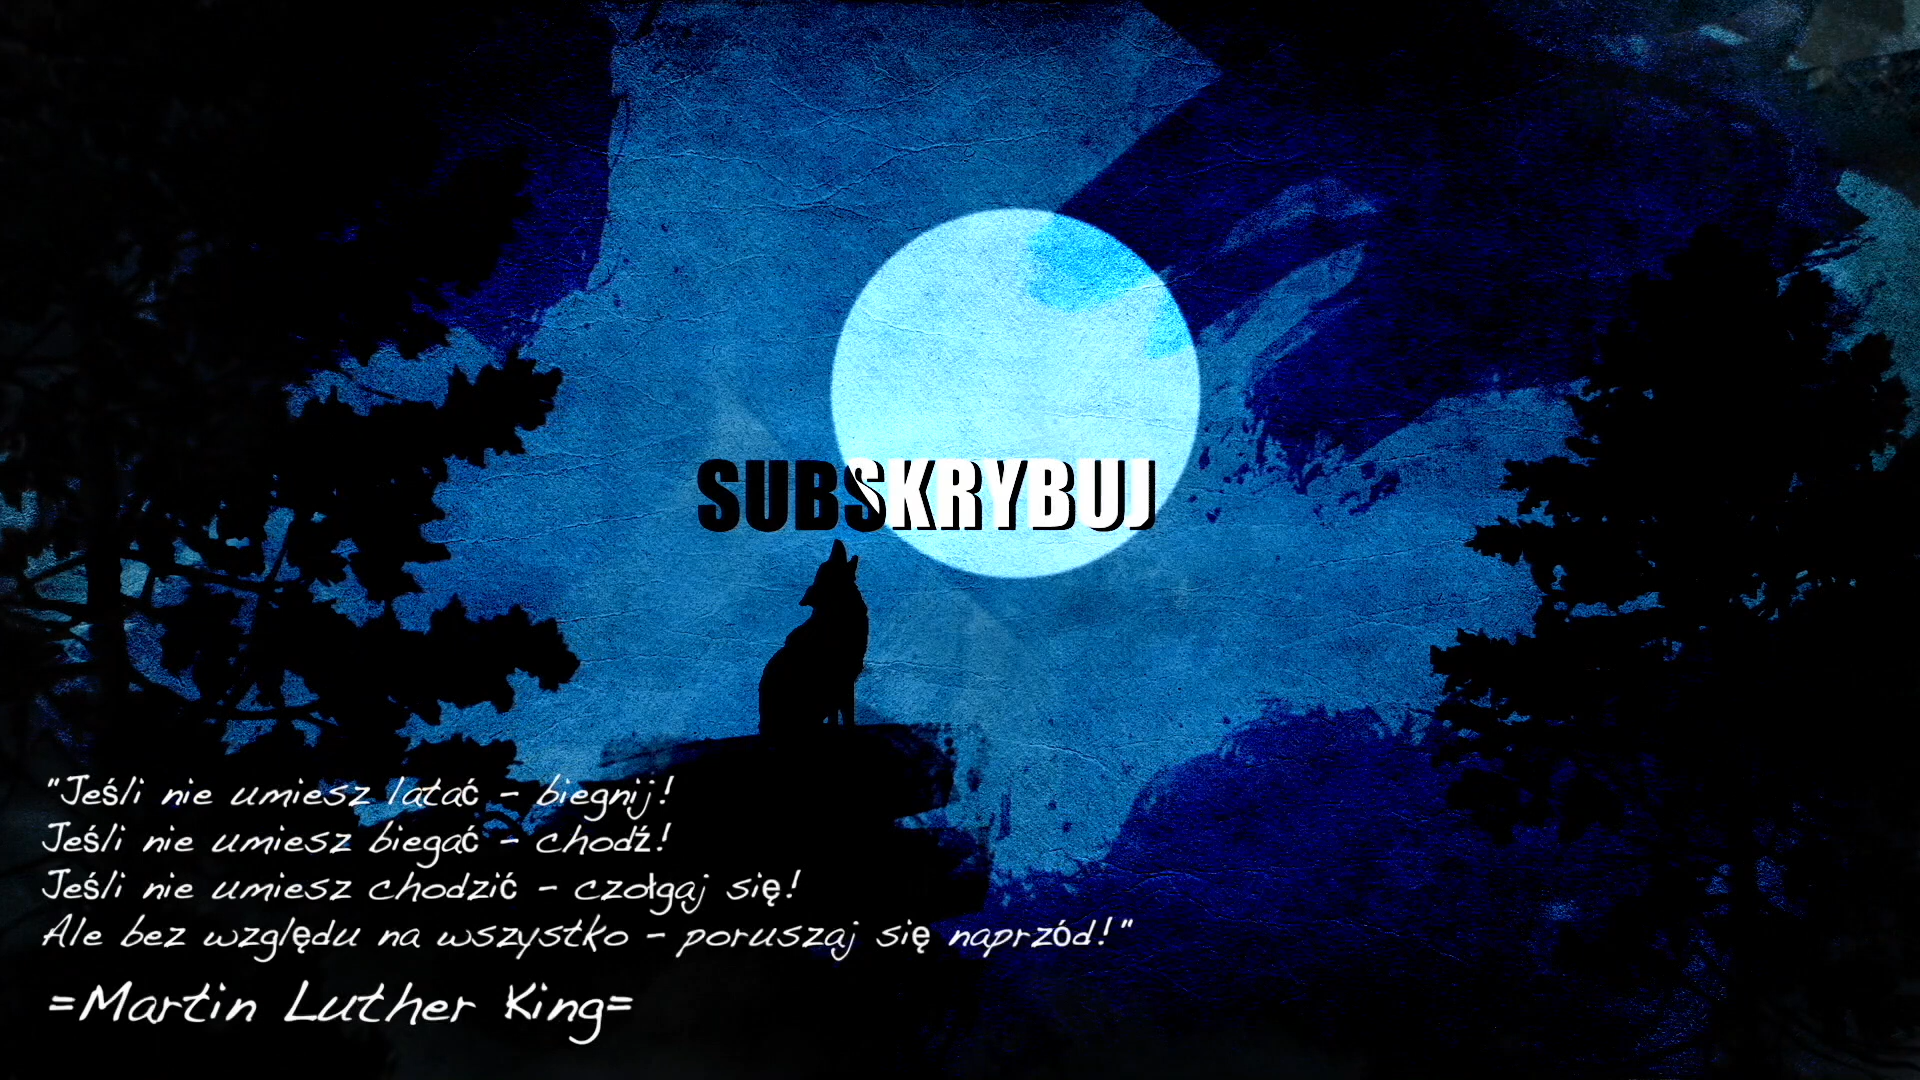 SUBSKRYBUJ
"Jeśli nie umiesz latać - biegnij!
Jeśli nie umiesz biegać - chodź!
Jeśli nie umiesz chodzić - czołgaj się!
Ale bez względu na wszystko - poruszaj się naprzód!"
=Martin Luther King=